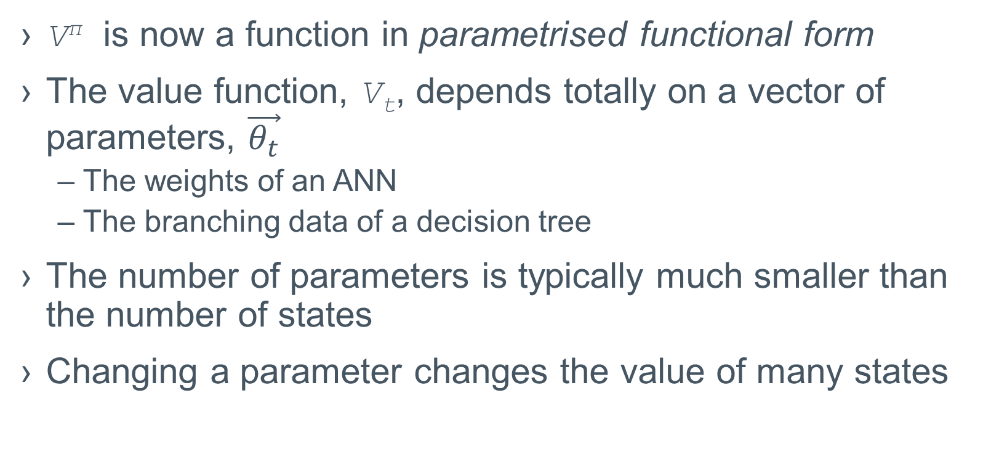 › V^π is now a function in parametrised functional form
› The value function, V_t, depends totally on a vector of
parameters, \overrightarrow{θ_t}
– The weights of an ANN
– The branching data of a decision tree
› The number of parameters is typically much smaller than
the number of states
› Changing a parameter changes the value of many states